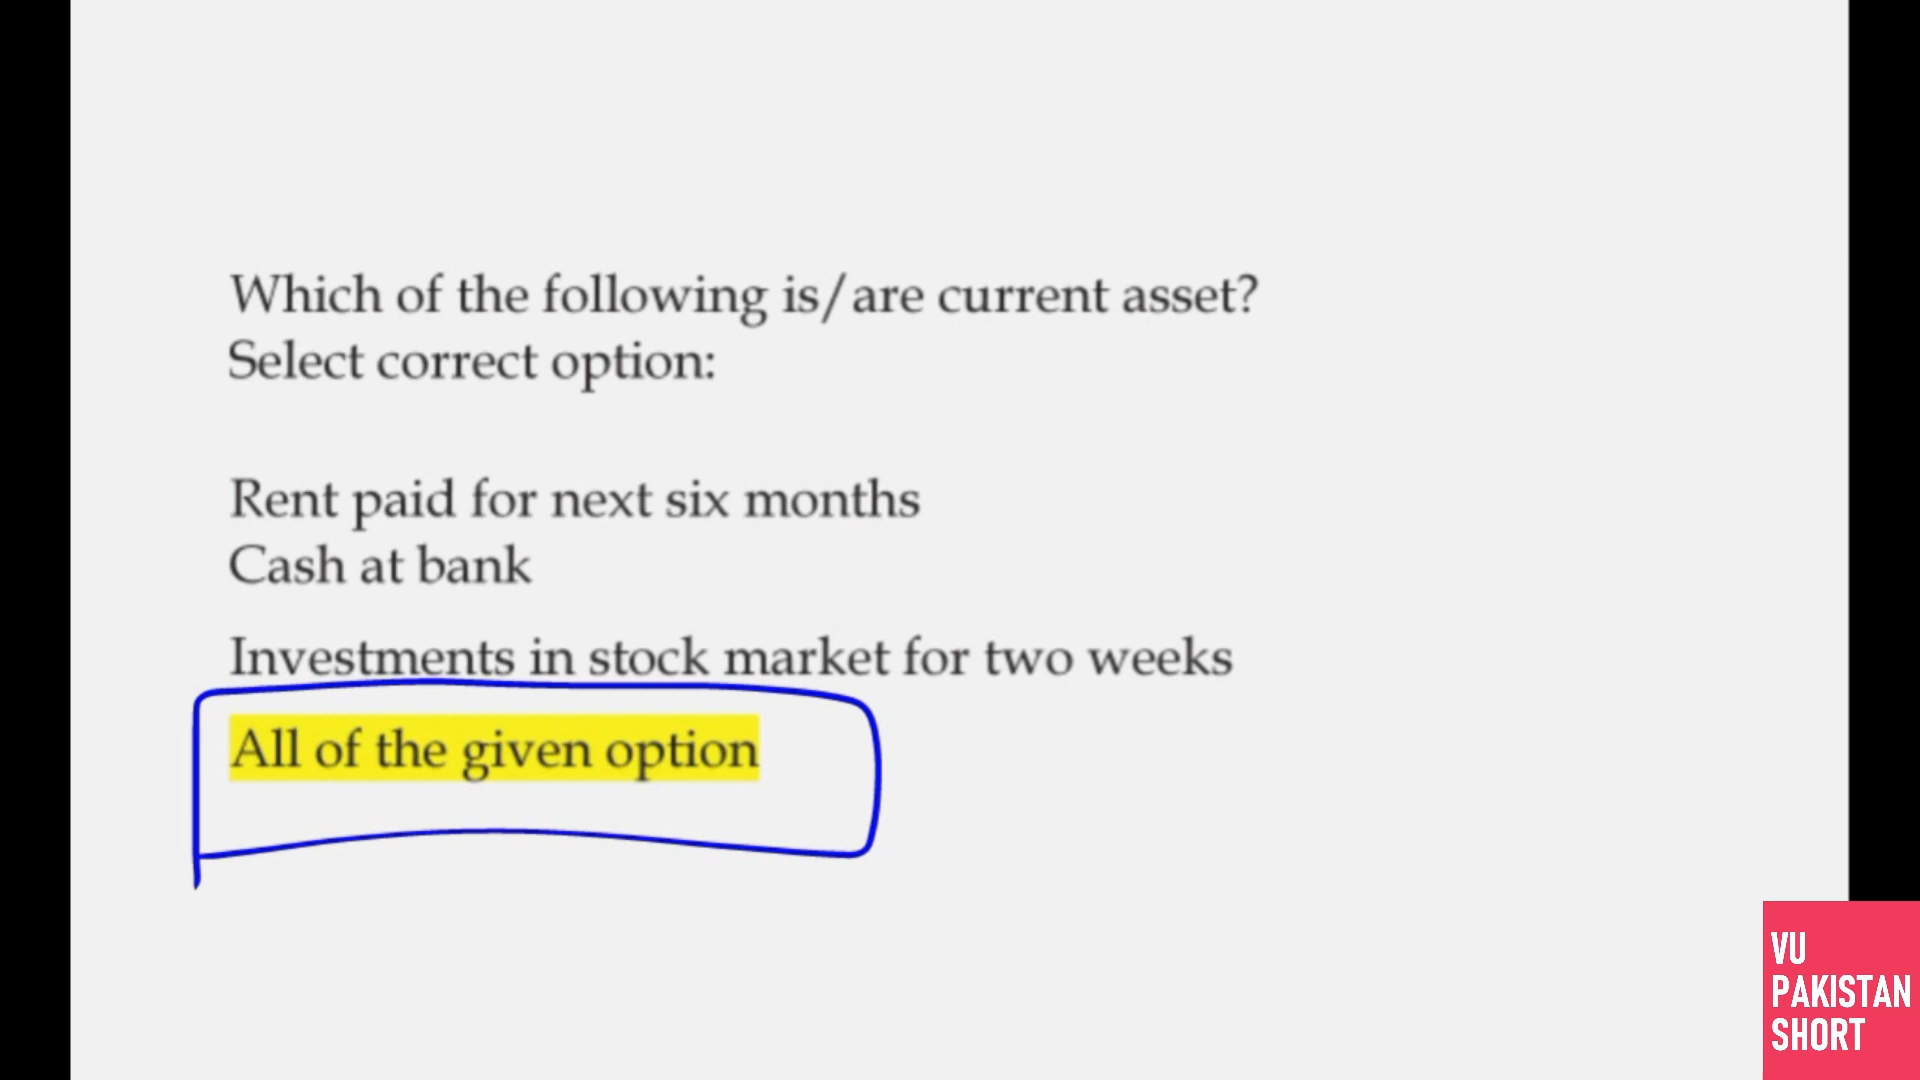 Which of the following is/are current asset?
Select correct option:
Rent paid for next six months
Cash at bank
Investments in stock market for two weeks
All of the given option
VU
PAKISTAN
SHORT